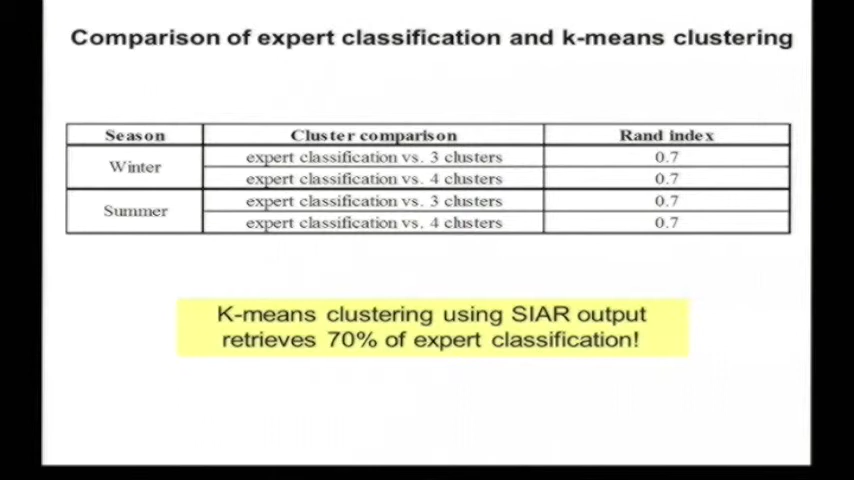 Comparison of expert classification and k-means clustering
Season Cluster comparison Rand index
Winter expert classification vs. 3 clusters 0.7
expert classification vs. 4 clusters 0.7
Summer expert classification vs. 3 clusters 0.7
expert classification vs. 4 clusters 0.7
K-means clustering using SIAR output
retrieves 70% of expert classification!